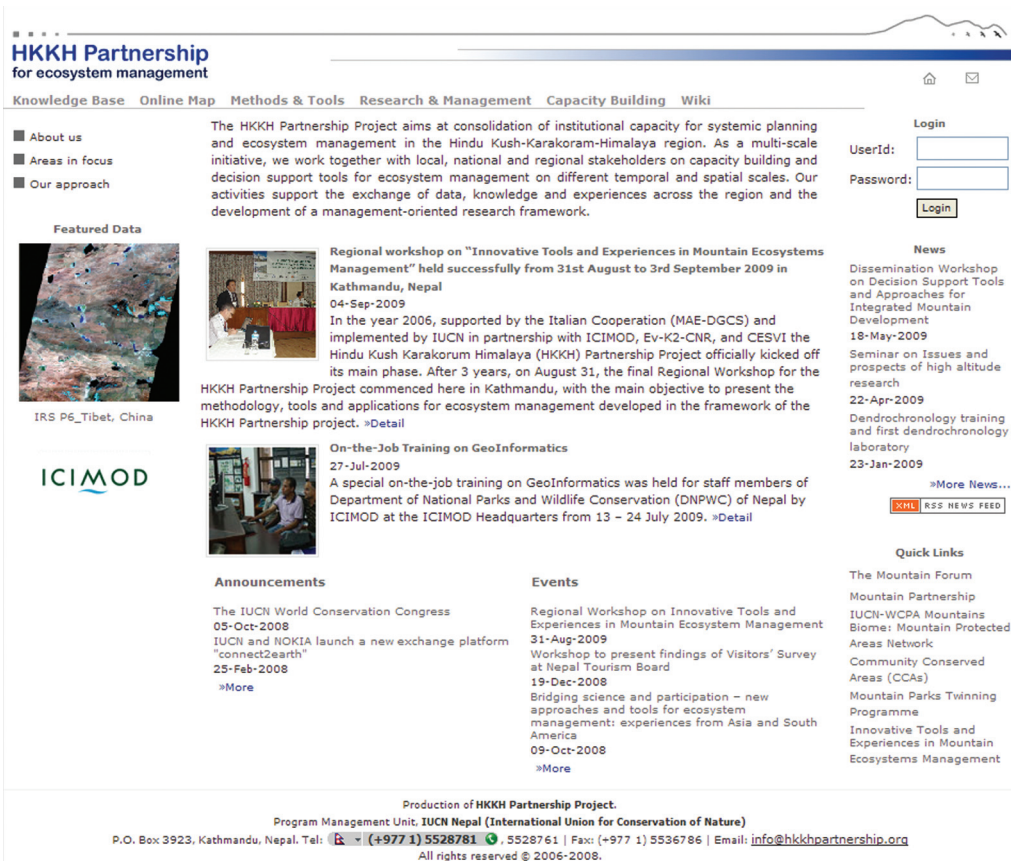 HKKH Partnership
for ecosystem management
Knowledge Base Online Map Methods & Tools Research & Management Capacity Building Wiki
About us
Areas in focus
Our approach
Featured Data
IRS P6_Tibet, China
ICIMOD
The HKKH Partnership Project aims at consolidation of institutional capacity for systemic planning
and ecosystem management in the Hindu Kush-Karakoram-Himalaya region. As a multi-scale
initiative, we work together with local, national and regional stakeholders on capacity building and
decision support tools for ecosystem management on different temporal and spatial scales. Our
activities support the exchange of data, knowledge and experiences across the region and the
development of a management-oriented research framework.
Regional workshop on "Innovative Tools and Experiences in Mountain Ecosystems
Management" held successfully from 31st August to 3rd September 2009 in
Kathmandu, Nepal
04-Sep-2009
In the year 2006, supported by the Italian Cooperation (MAE-DGCS) and
implemented by IUCN in partnership with ICIMOD, Ev-K2-CNR, and CESVI the
Hindu Kush Karakorum Himalaya (HKKH) Partnership Project officially kicked off
its main phase. After 3 years, on August 31, the final Regional Workshop for the
HKKH Partnership Project commenced here in Kathmandu, with the main objective to present the
methodology, tools and applications for ecosystem management developed in the framework of the
HKKH Partnership project. »Detail
On-the-Job Training on GeoInformatics
27-Jul-2009
A special on-the-job training on GeoInformatics was held for staff members of
Department of National Parks and Wildlife Conservation (DNPWC) of Nepal by
ICIMOD at the ICIMOD Headquarters from 13 – 24 July 2009. »Detail
Announcements
The IUCN World Conservation Congress
05-Oct-2008
IUCN and NOKIA launch a new exchange platform
"connect2earth"
25-Feb-2008
»More
Events
Regional Workshop on Innovative Tools and
Experiences in Mountain Ecosystem Management
31-Aug-2009
Workshop to present findings of Visitors' Survey
at Nepal Tourism Board
19-Dec-2008
Bridging science and participation – new
approaches and tools for ecosystem
management: experiences from Asia and South
America
09-Oct-2008
»More
Login
UserId:
Password:
Login
News
Dissemination Workshop
on Decision Support Tools
and Approaches for
Integrated Mountain
Development
18-May-2009
Seminar on Issues and
prospects of high altitude
research
22-Apr-2009
Dendrochronology training
and first dendrochronology
laboratory
23-Jan-2009
»More News...
XML RSS NEWS FEED
Quick Links
The Mountain Forum
Mountain Partnership
IUCN-WCPA Mountains
Biome: Mountain Protected
Areas Network
Community Conserved
Areas (CCAs)
Mountain Parks Twinning
Programme
Innovative Tools and
Experiences in Mountain
Ecosystems Management
Production of HKKH Partnership Project.
Program Management Unit, IUCN Nepal (International Union for Conservation of Nature)
P.O. Box 3923, Kathmandu, Nepal. Tel: (+977 1) 5528781 , 5528761 | Fax: (+977 1) 5536786 | Email: info@hkkhpartnership.org
All rights reserved @ 2006-2008.